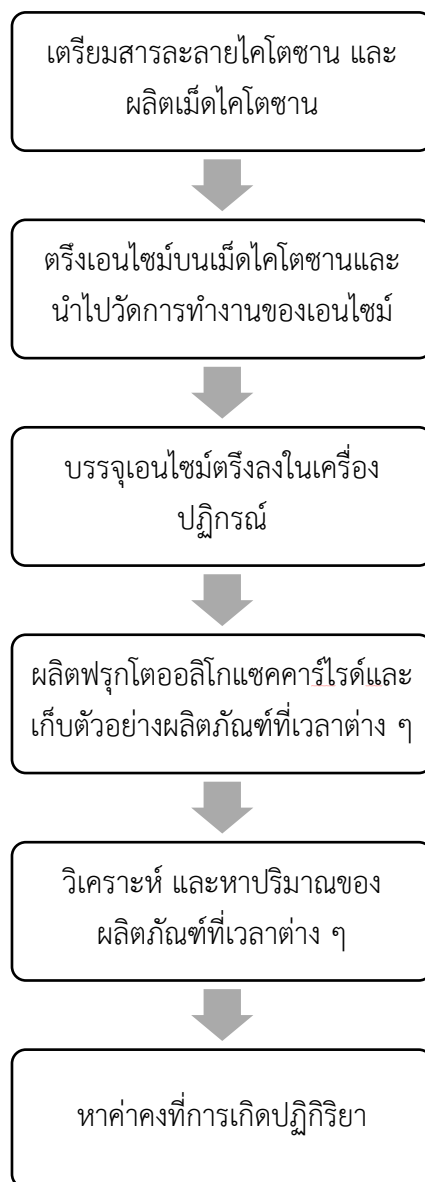 เตรียมสารละลายไคโตซาน และ
ผลิตเม็ดไคโตซาน
ตรึงเอนไซม์บนเม็ดไคโตซานและ
นำไปวัดการทำงานของเอนไซม์
บรรจุเอนไซม์ตรึงลงในเครื่อง
ปฏิกรณ์
ผลิตฟรุกโตออลิโกแซคคาร์ไรด์และ
เก็บตัวอย่างผลิตภัณฑ์ที่เวลาต่าง ๆ
วิเคราะห์ และหาปริมาณของ
ผลิตภัณฑ์ที่เวลาต่าง ๆ
หาค่าคงที่การเกิดปฏิกิริยา